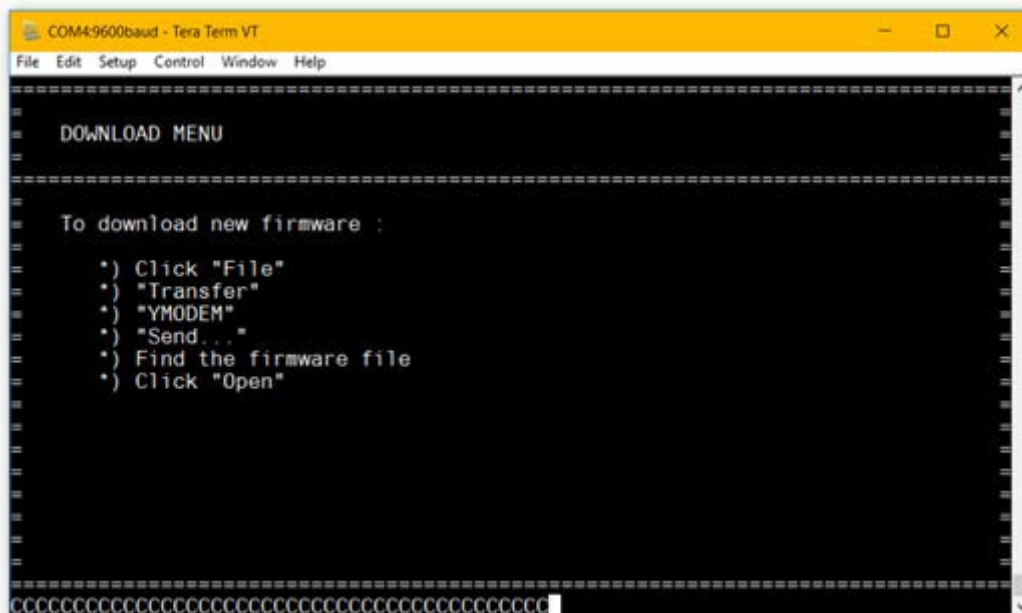 COM4:9600baud - Tera Term VT
File Edit Setup Control Window Help
================================================================================
= =
= DOWNLOAD MENU =
= =
================================================================================
= =
= To download new firmware : =
= =
= *) Click "File" =
= *) "Transfer" =
= *) "YMODEM" =
= *) "Send..." =
= *) Find the firmware file =
= *) Click "Open" =
= =
= =
= =
= =
= =
= =
= =
= =
================================================================================
CCCCCCCCCCCCCCCCCCCCCCCCCCCCCCCCCCCCCCCCCCC